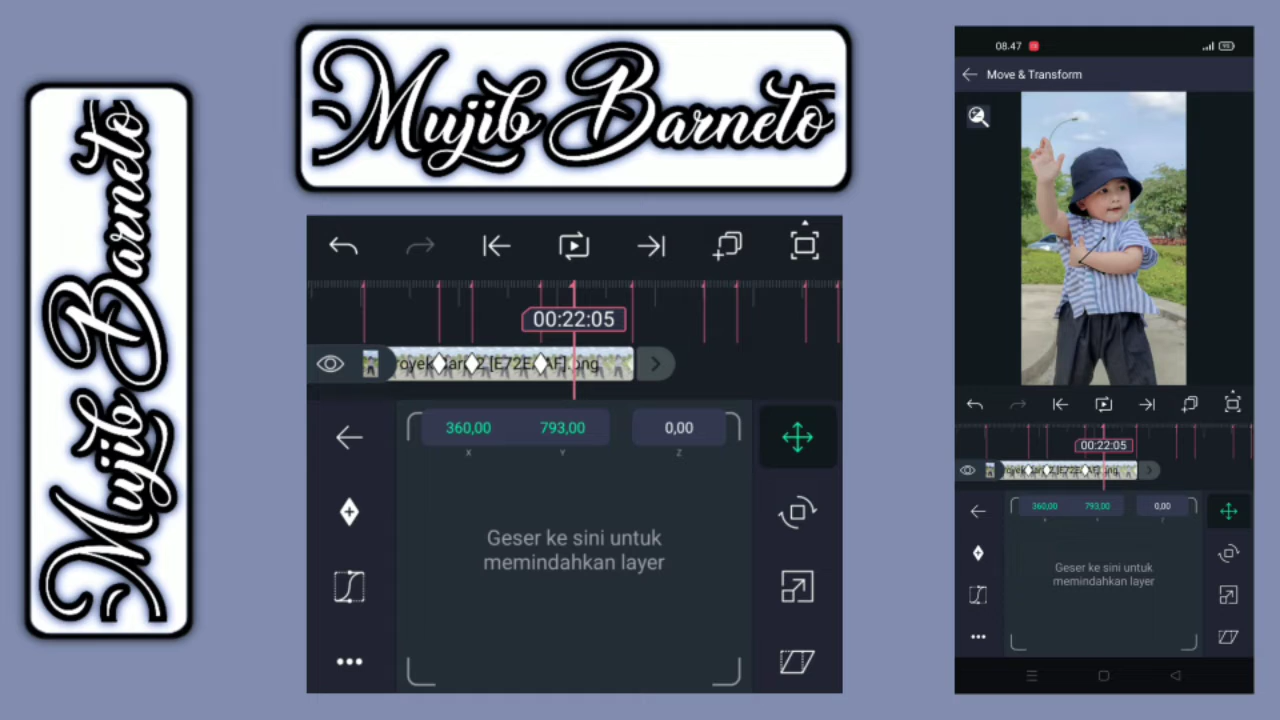 Mujib Barneto
Mujib Barneto
00:22:05
360,00 793,00 0,00
X Y Z
Geser ke sini untuk
memindahkan layer
08.47
Move & Transform
00:22:05
360,00 793,00 0,00
Geser ke sini untuk
memindahkan layer